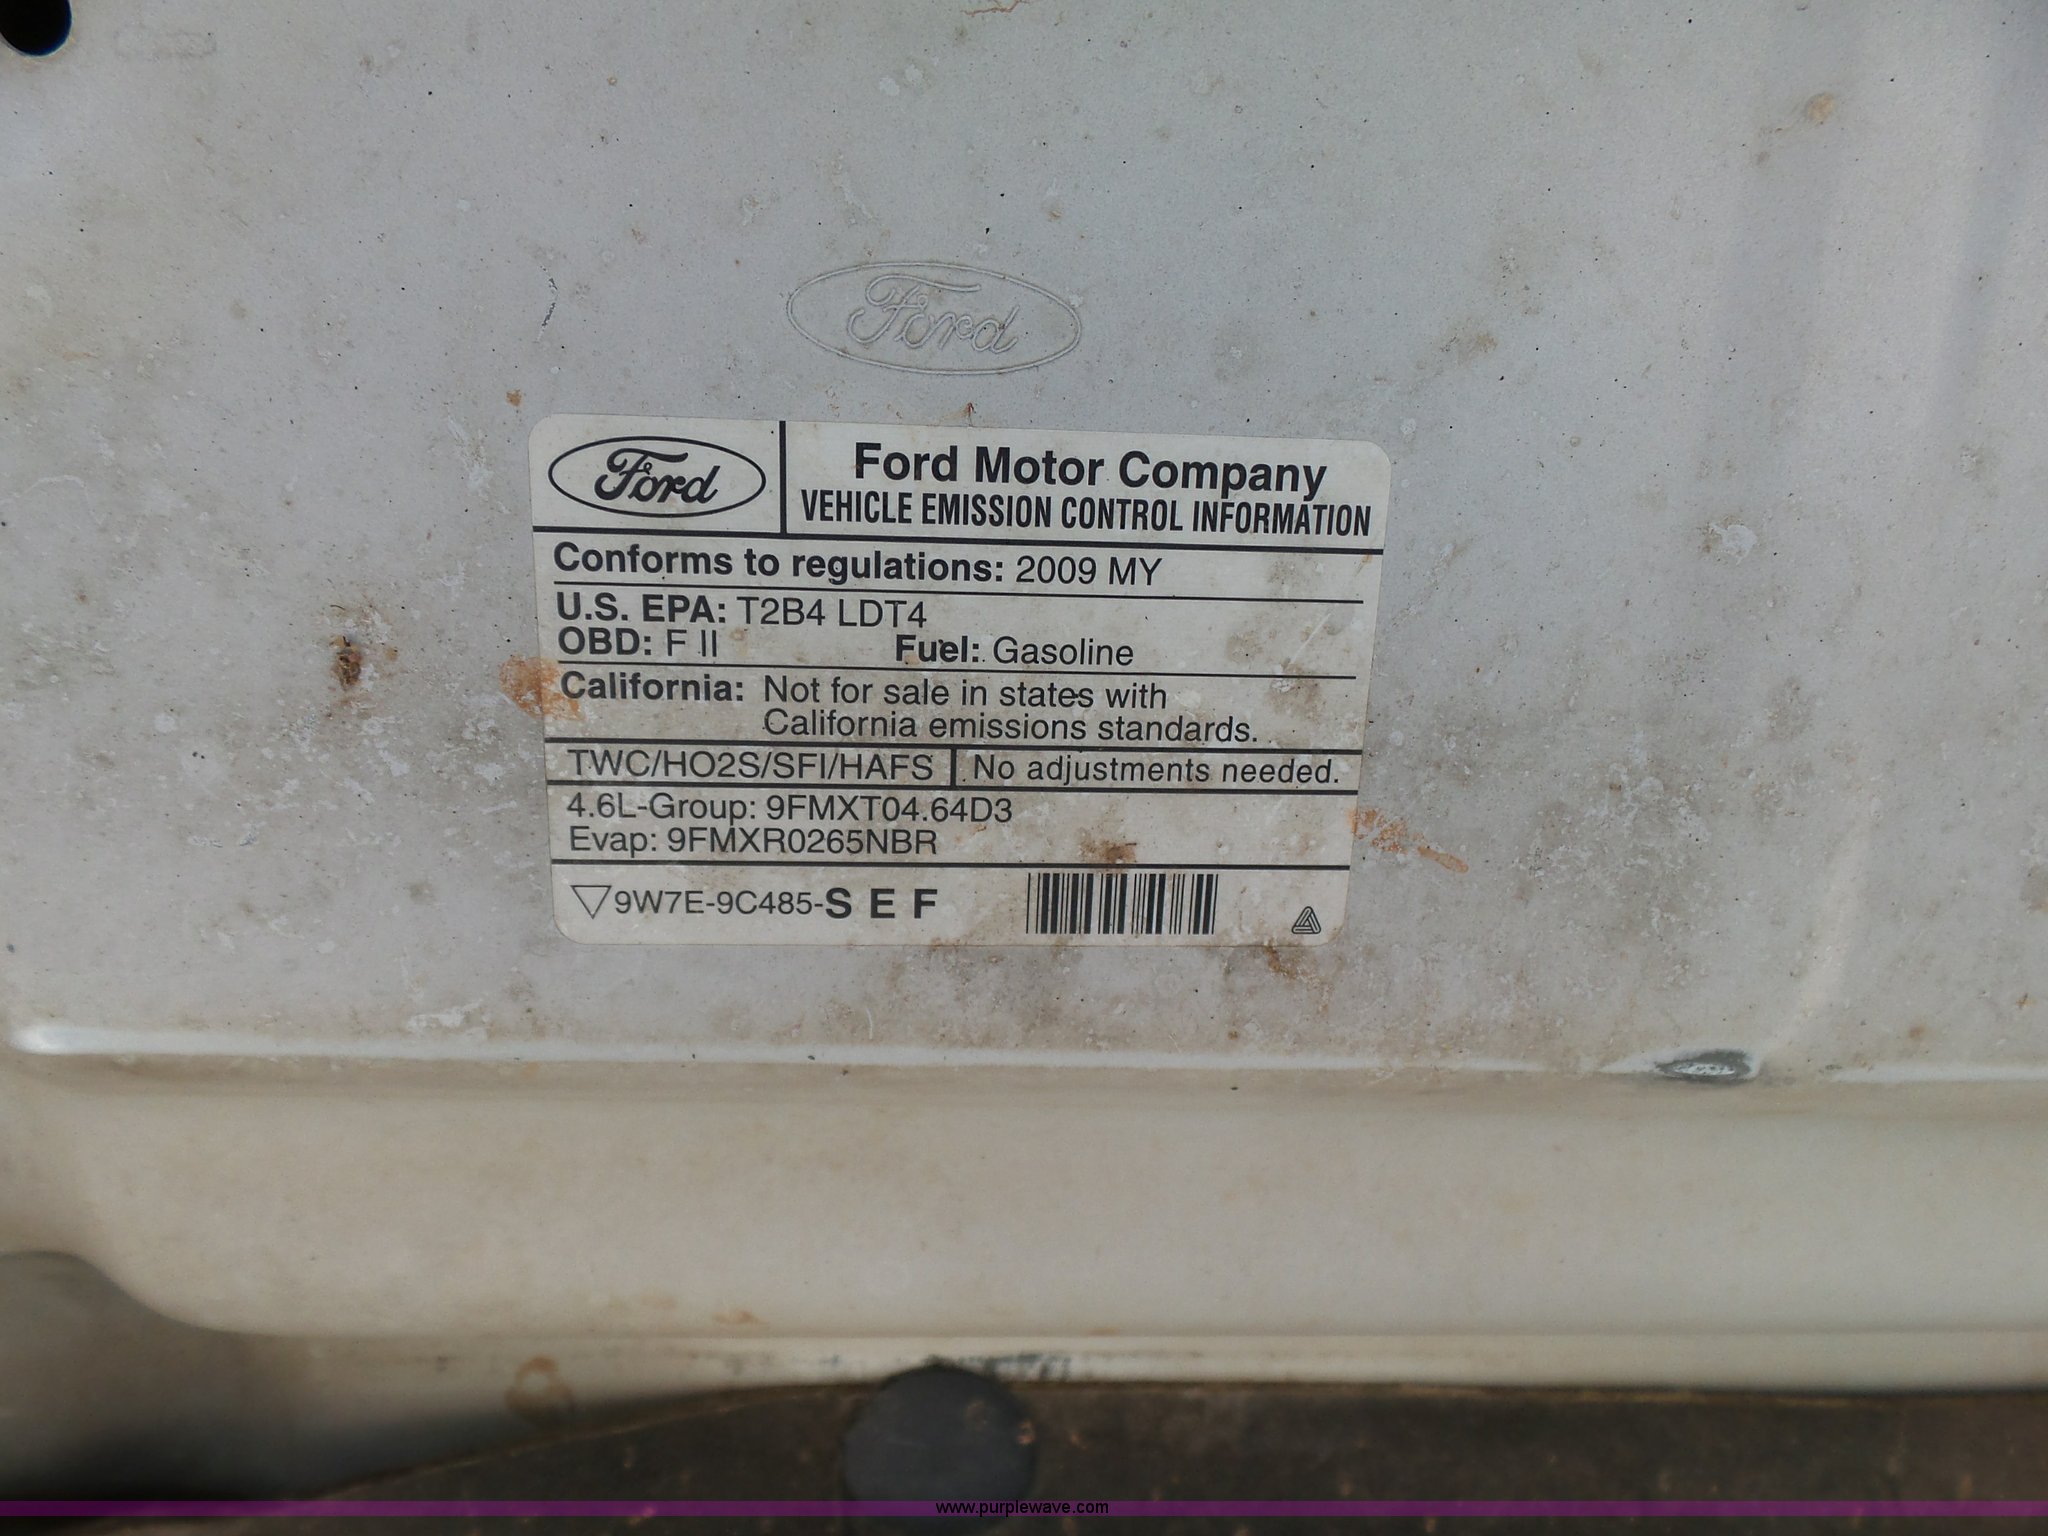 Ford
Ford
Ford Motor Company
VEHICLE EMISSION CONTROL INFORMATION
Conforms to regulations: 2009 MY
U.S. EPA: T2B4 LDT4
OBD: F II Fuel: Gasoline
California: Not for sale in states with
California emissions standards.
TWC/HO2S/SFI/HAFS No adjustments needed.
4.6L-Group: 9FMXT04.64D3
Evap: 9FMXR0265NBR
9W7E-9C485-S E F
www.purplewave.com